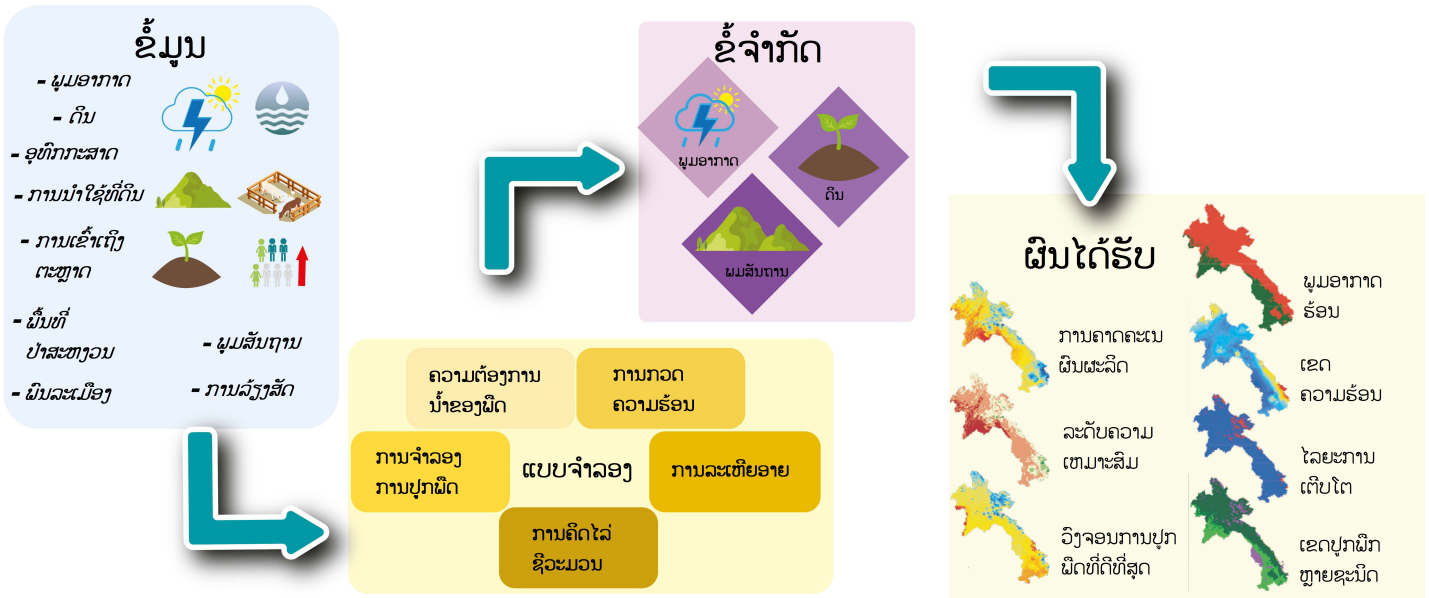 ຂໍ້ມູນ
- ພູມອາກາດ
- ດິນ
- ອຸທົກກະສາດ
- ການນຳໃຊ້ທີ່ດິນ
- ການເຂົ້າເຖິງ
ຕະຫຼາດ
- ພື້ນທີ່
ປ່າສະຫງວນ
- ພູມສັນຖານ
- ພົນລະເມືອງ
- ການລ້ຽງສັດ
ຄວາມຕ້ອງການ
ນ້ຳຂອງພືດ
ການກວດ
ຄວາມຮ້ອນ
ການຈຳລອງ
ການປູກພືດ
ແບບຈຳລອງ
ການລະເຫີຍອາຍ
ການຄິດໄລ່
ຊີວະມວນ
ຂໍ້ຈຳກັດ
ພູມອາກາດ
ດິນ
ພູມສັນຖານ
ຜົນໄດ້ຮັບ
ການຄາດຄະເນ
ຜົນຜະລິດ
ລະດັບຄວາມ
ເຫມາະສົມ
ວົງຈອນການປູກ
ພືດທີ່ດີທີ່ສຸດ
ພູມອາກາດ
ຮ້ອນ
ເຂດ
ຄວາມຮ້ອນ
ໄລຍະການ
ເຕີບໂຕ
ເຂດປູກພືກ
ຫຼາຍຊະນິດ